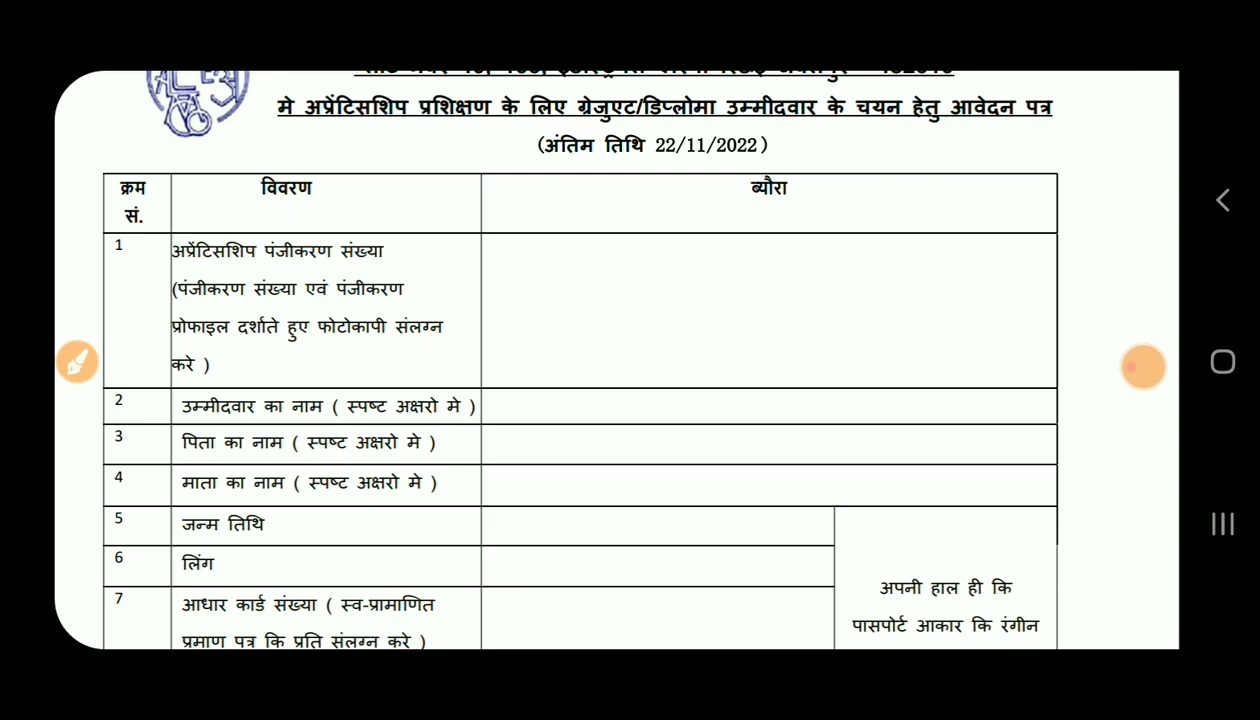 मे अप्रेंटिसशिप प्रशिक्षण के लिए ग्रेजुएट/डिप्लोमा उम्मीदवार के चयन हेतु आवेदन पत्र
(अंतिम तिथि 22/11/2022)
क्रम सं. विवरण ब्यौरा
1 अप्रेंटिसशिप पंजीकरण संख्या
(पंजीकरण संख्या एवं पंजीकरण
प्रोफाइल दर्शाते हुए फोटोकापी संलग्न
करे )
2 उम्मीदवार का नाम ( स्पष्ट अक्षरो मे )
3 पिता का नाम ( स्पष्ट अक्षरो मे )
4 माता का नाम ( स्पष्ट अक्षरो मे )
5 जन्म तिथि
6 लिंग
7 आधार कार्ड संख्या ( स्व-प्रामाणित
प्रमाण पत्र कि प्रति संलग्न करे )
अपनी हाल ही कि
पासपोर्ट आकार कि रंगीन